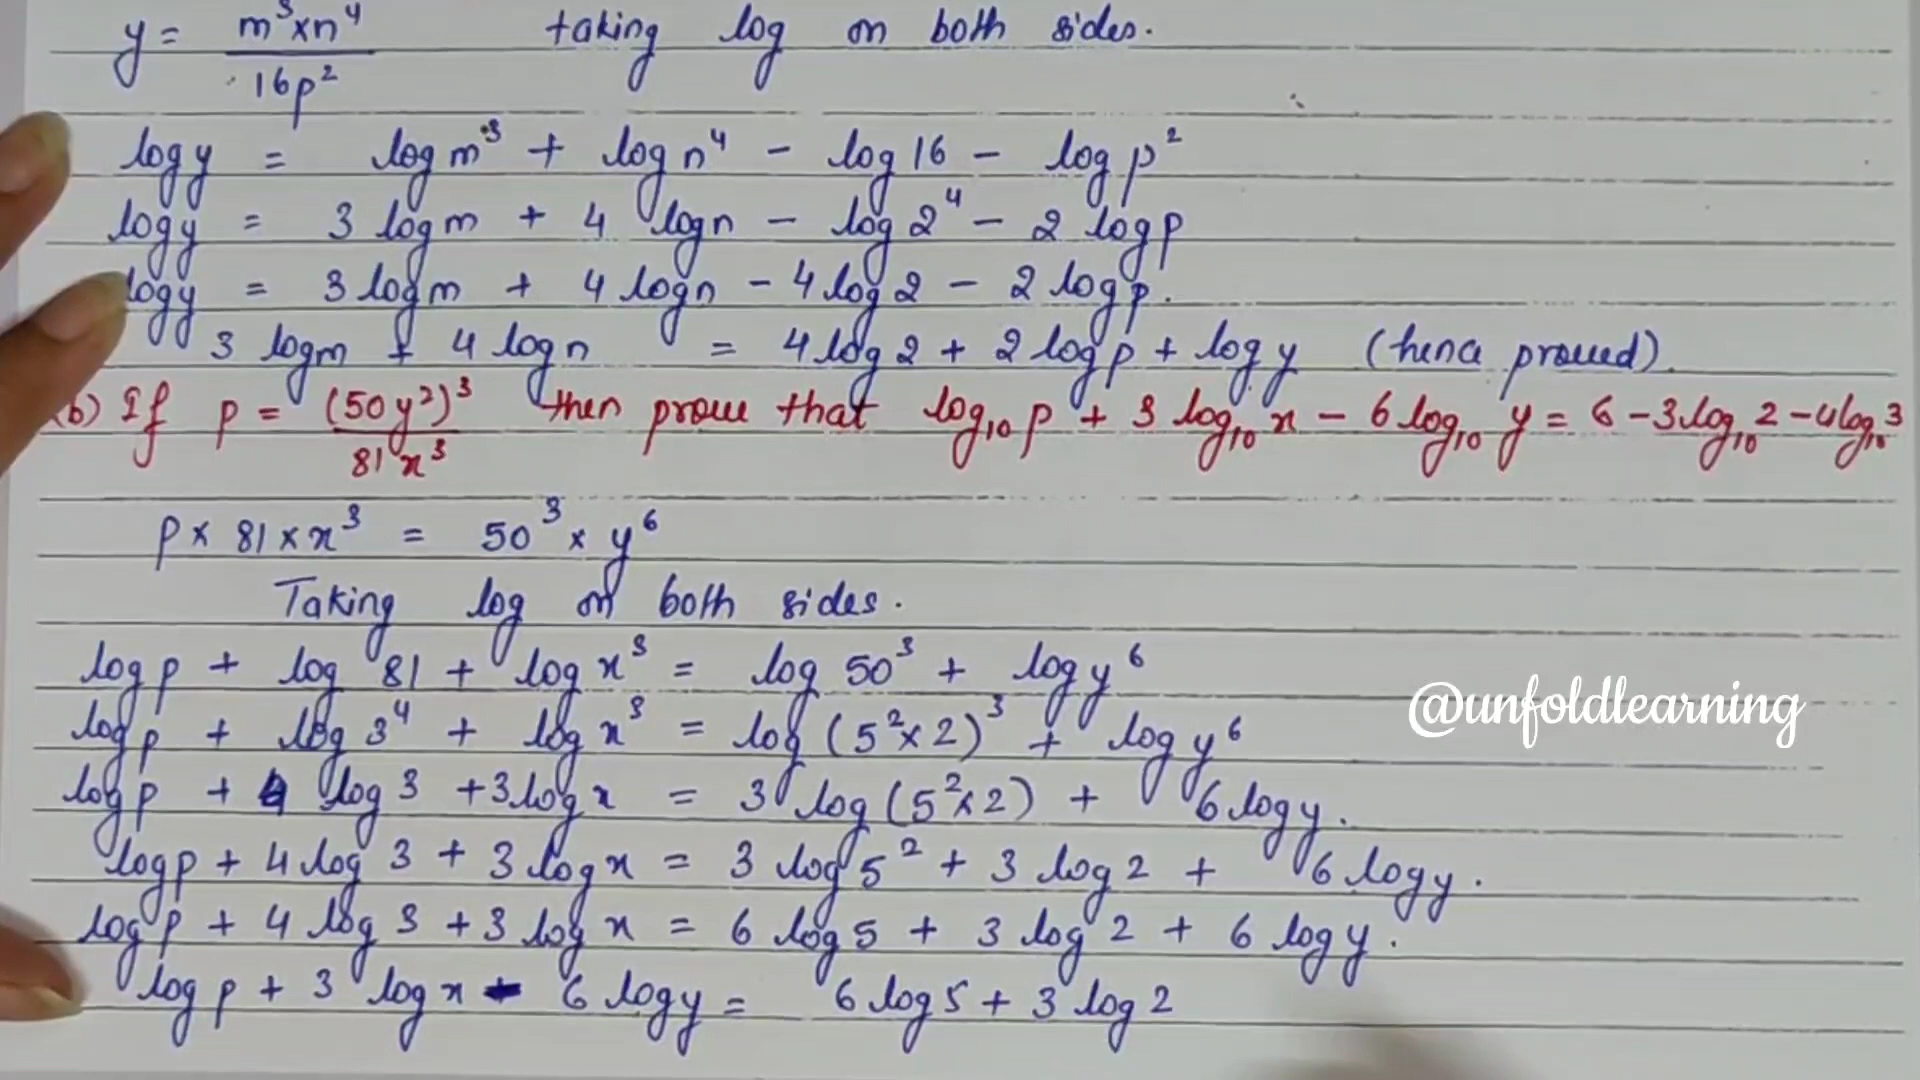 y = m³×n⁴ / 16p² taking log on both sides.
log y = log m³ + log n⁴ - log 16 - log p²
log y = 3 log m + 4 log n - log 2⁴ - 2 log p
log y = 3 log m + 4 log n - 4 log 2 - 2 log p.
3 log m + 4 log n = 4 log 2 + 2 log p + log y (hence proved)
(b) If p = (50y²)³ / 81x³ then prove that log₁₀ p + 3 log₁₀ x - 6 log₁₀ y = 6 - 3 log₁₀ 2 - 4 log₁₀ 3
p × 81 × x³ = 50³ × y⁶
Taking log on both sides.
log p + log 81 + log x³ = log 50³ + log y⁶
@unfoldlearning
log p + log 3⁴ + log x³ = log (5²×2)³ + log y⁶
log p + 4 log 3 + 3 log x = 3 log (5²×2) + 6 log y.
log p + 4 log 3 + 3 log x = 3 log 5² + 3 log 2 + 6 log y.
log p + 4 log 3 + 3 log x = 6 log 5 + 3 log 2 + 6 log y.
log p + 3 log x - 6 log y = 6 log 5 + 3 log 2